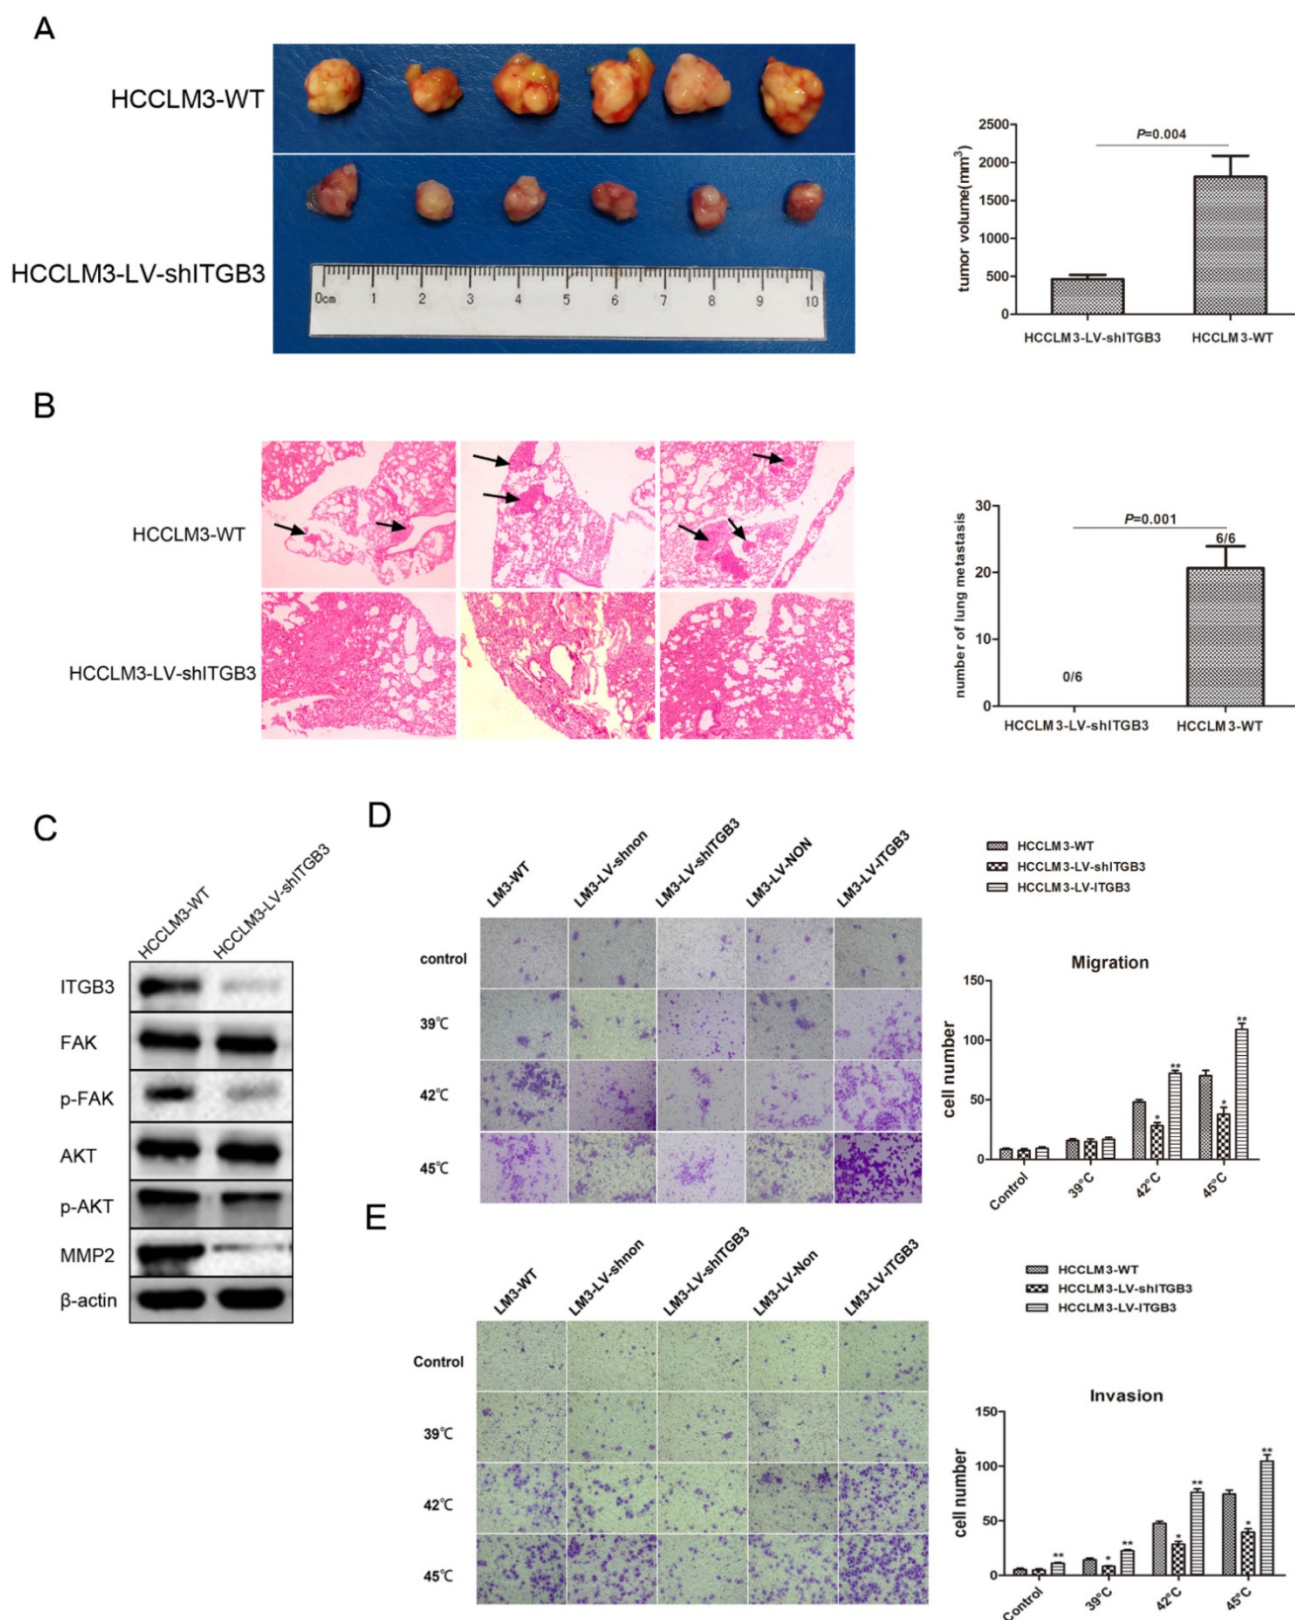 A
HCCLM3-WT
HCCLM3-LV-shITGB3
0cm 1 2 3 4 5 6 7 8 9 10
2500
2000
1500
1000
500
0
tumor volume(mm³)
P=0.004
HCCLM3-LV-shITGB3 HCCLM3-WT
B
HCCLM3-WT
HCCLM3-LV-shITGB3
30
20
10
0
number of lung metastasis
P=0.001
6/6
0/6
HCCLM3-LV-shITGB3 HCCLM3-WT
C
HCCLM3-WT
HCCLM3-LV-shITGB3
ITGB3
FAK
p-FAK
AKT
p-AKT
MMP2
β-actin
D
LM3-WT
LM3-LV-shnon
LM3-LV-shITGB3
LM3-LV-NON
LM3-LV-ITGB3
control
39℃
42℃
45℃
HCCLM3-WT
HCCLM3-LV-shITGB3
HCCLM3-LV-ITGB3
Migration
150
100
50
0
cell number
* ** * **
Control 39°C 42°C 45°C
E
LM3-WT
LM3-LV-shnon
LM3-LV-shITGB3
LM3-LV-Non
LM3-LV-ITGB3
Control
39℃
42℃
45℃
HCCLM3-WT
HCCLM3-LV-shITGB3
HCCLM3-LV-ITGB3
Invasion
150
100
50
0
cell number
** * ** * ** * **
Control 39°C 42°C 45°C